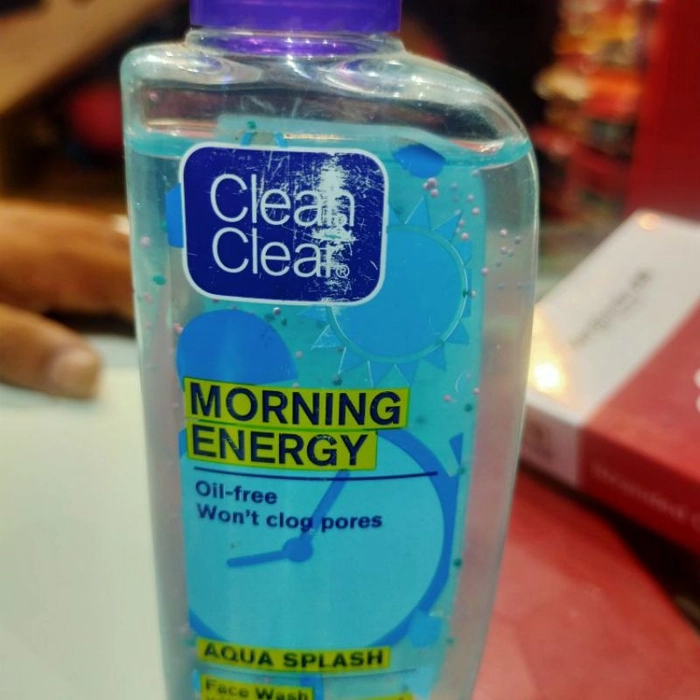 Clean
Clear®
MORNING
ENERGY
Oil-free
Won't clog pores
AQUA SPLASH
Face Wash